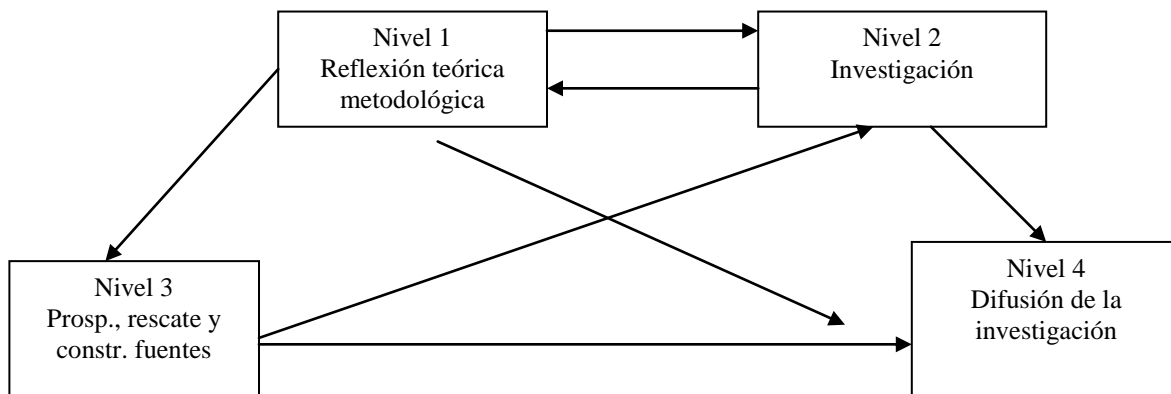 Nivel 1
Reflexión teórica
metodológica
Nivel 2
Investigación
Nivel 3
Prosp., rescate y
constr. fuentes
Nivel 4
Difusión de la
investigación